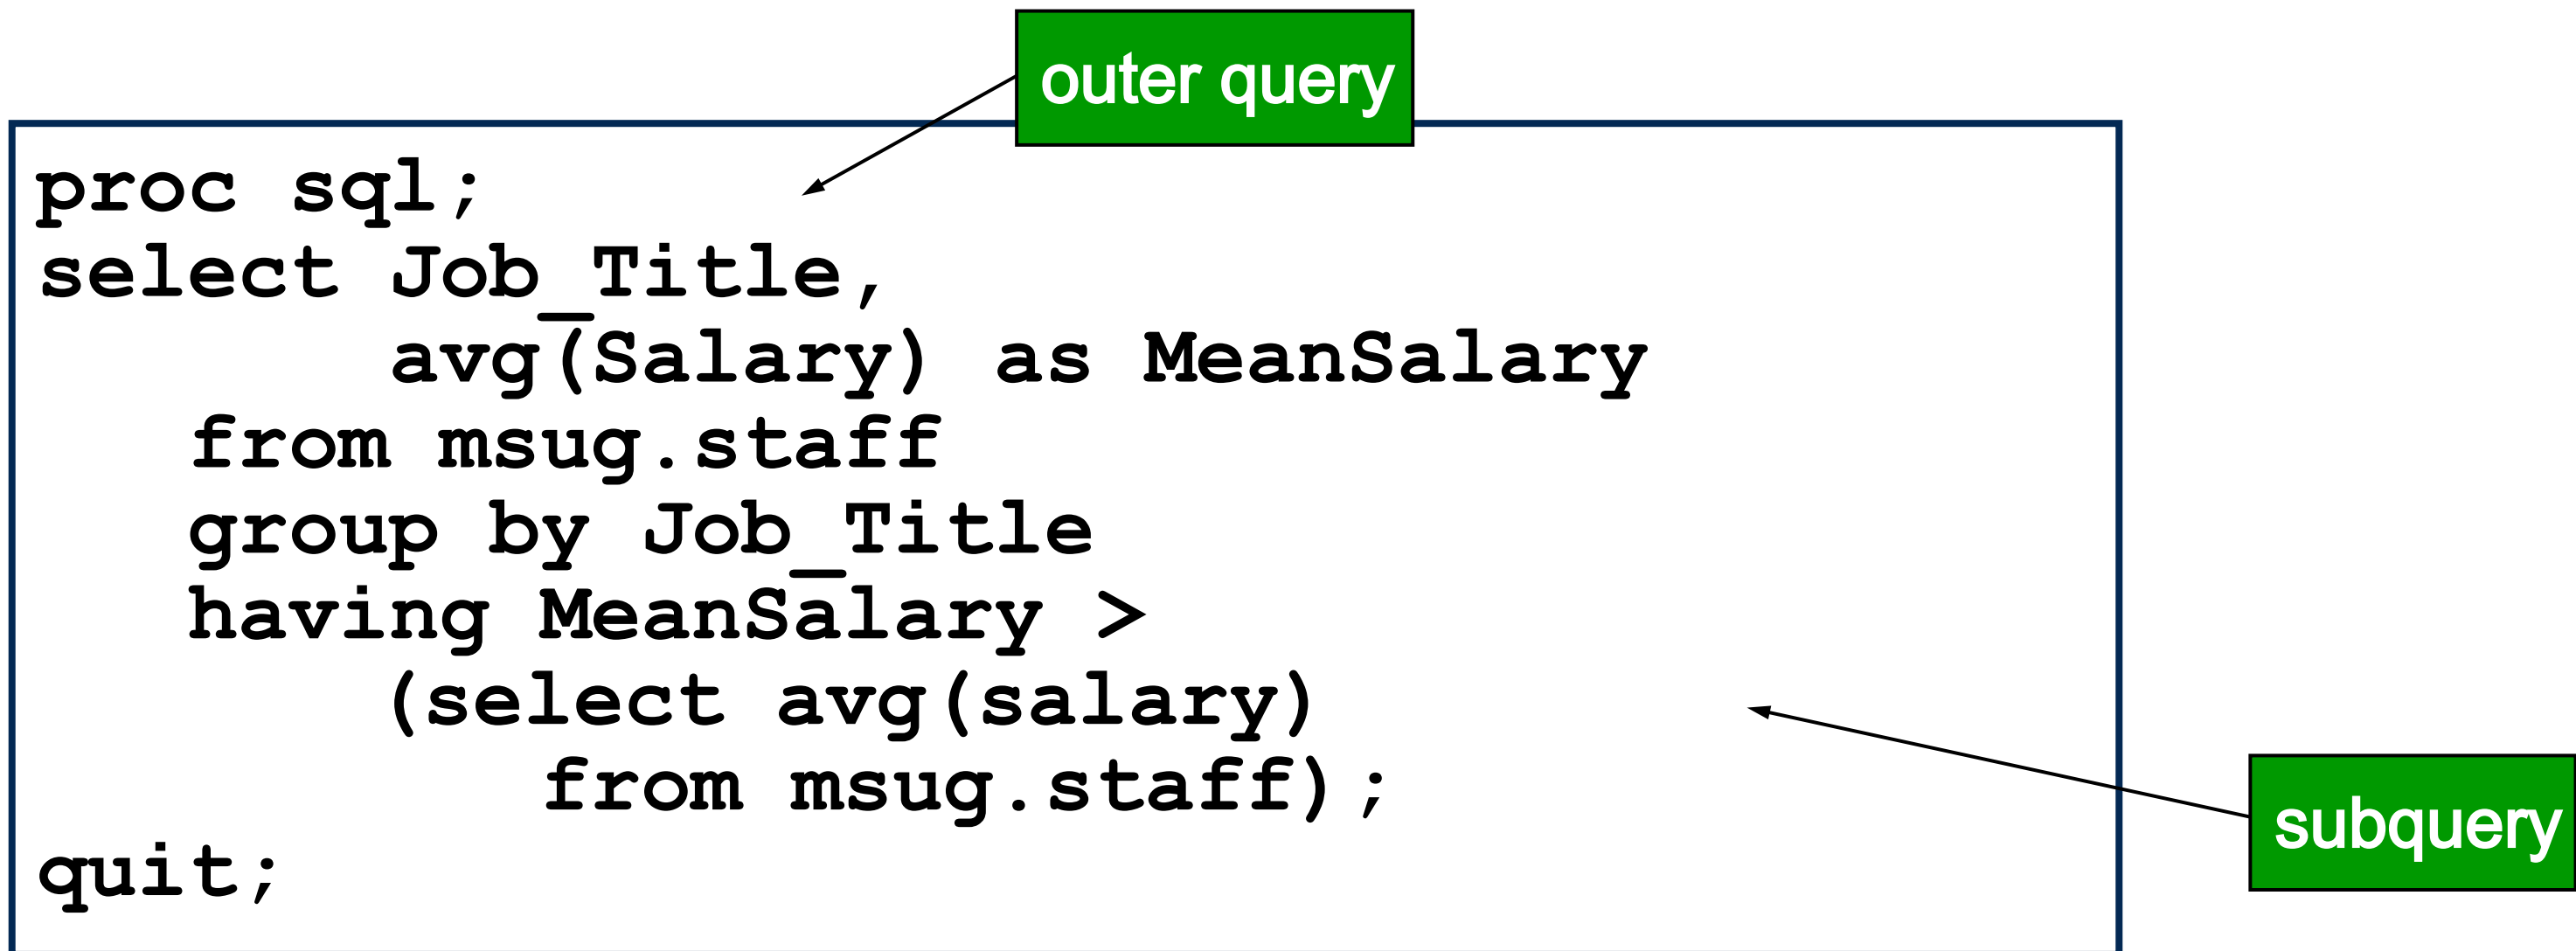 outer query
proc sql;
select Job_Title,
avg(Salary) as MeanSalary
from msug.staff
group by Job_Title
having MeanSalary >
(select avg(salary)
from msug.staff);
quit;
subquery